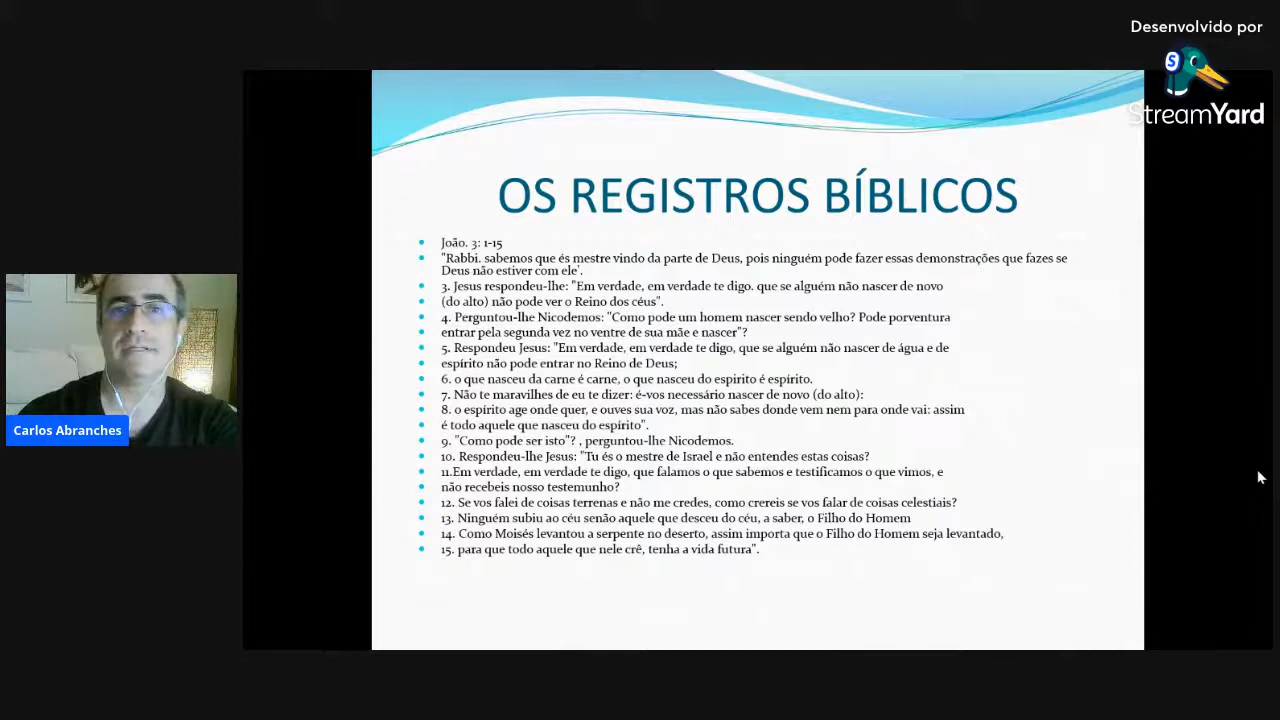 Desenvolvido por
StreamYard
OS REGISTROS BÍBLICOS
João. 3: 1-15
"Rabbi. sabemos que és mestre vindo da parte de Deus, pois ninguém pode fazer essas demonstrações que fazes se
Deus não estiver com ele'.
3. Jesus respondeu-lhe: "Em verdade, em verdade te digo. que se alguém não nascer de novo
(do alto) não pode ver o Reino dos céus".
4. Perguntou-lhe Nicodemos: "Como pode um homem nascer sendo velho? Pode porventura
entrar pela segunda vez no ventre de sua mãe e nascer"?
5. Respondeu Jesus: "Em verdade, em verdade te digo, que se alguém não nascer de água e de
espírito não pode entrar no Reino de Deus;
6. o que nasceu da carne é carne, o que nasceu do espirito é espírito.
7. Não te maravilhes de eu te dizer: é-vos necessário nascer de novo (do alto):
8. o espírito age onde quer, e ouves sua voz, mas não sabes donde vem nem para onde vai: assim
é todo aquele que nasceu do espírito".
9. "Como pode ser isto"? , perguntou-lhe Nicodemos.
10. Respondeu-lhe Jesus: "Tu és o mestre de Israel e não entendes estas coisas?
11.Em verdade, em verdade te digo, que falamos o que sabemos e testificamos o que vimos, e
não recebeis nosso testemunho?
12. Se vos falei de coisas terrenas e não me credes, como crereis se vos falar de coisas celestiais?
13. Ninguém subiu ao céu senão aquele que desceu do céu, a saber, o Filho do Homem
14. Como Moisés levantou a serpente no deserto, assim importa que o Filho do Homem seja levantado,
15. para que todo aquele que nele crê, tenha a vida futura".
Carlos Abranches